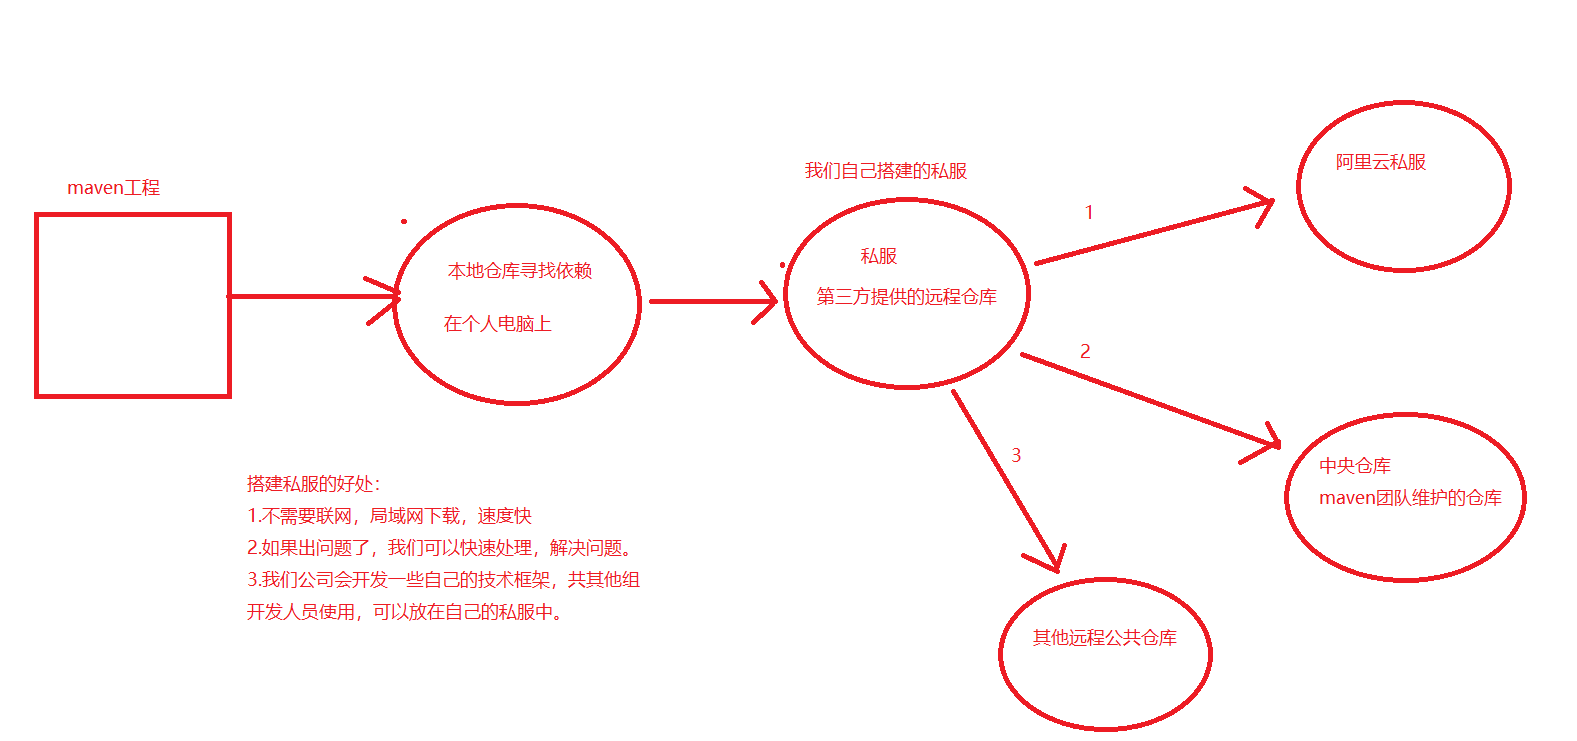 maven工程
本地仓库寻找依赖
在个人电脑上
我们自己搭建的私服
私服
第三方提供的远程仓库
1
阿里云私服
2
中央仓库
maven团队维护的仓库
3
其他远程公共仓库
搭建私服的好处：
1.不需要联网，局域网下载，速度快
2.如果出问题了，我们可以快速处理，解决问题。
3.我们公司会开发一些自己的技术框架，共其他组
开发人员使用，可以放在自己的私服中。